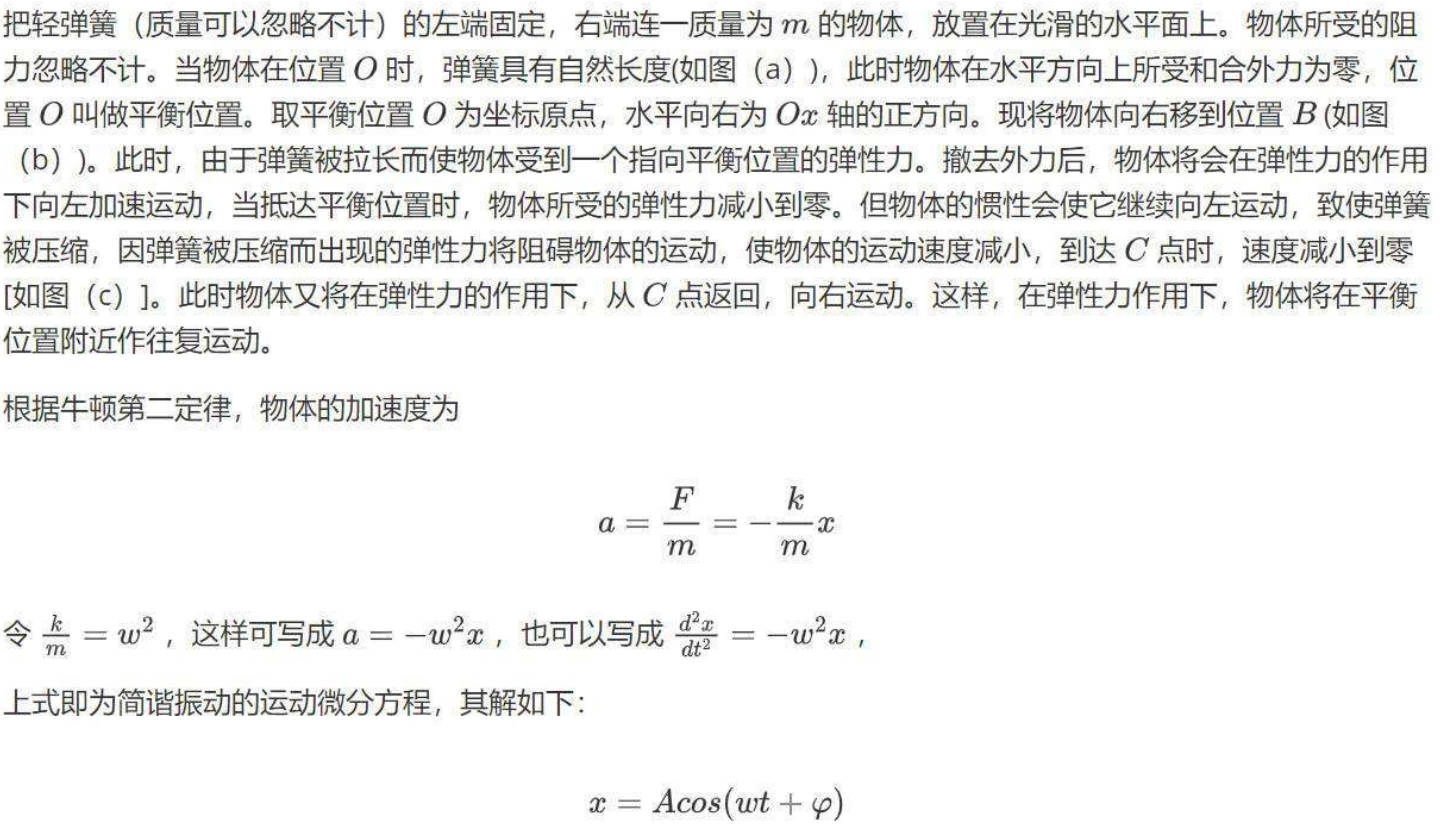 把轻弹簧（质量可以忽略不计）的左端固定，右端连一质量为 m 的物体，放置在光滑的水平面上。物体所受的阻
力忽略不计。当物体在位置 O 时，弹簧具有自然长度(如图（a）)，此时物体在水平方向上所受和合外力为零，位
置 O 叫做平衡位置。取平衡位置 O 为坐标原点，水平向右为 Ox 轴的正方向。现将物体向右移到位置 B (如图
（b）)。此时，由于弹簧被拉长而使物体受到一个指向平衡位置的弹性力。撤去外力后，物体将会在弹性力的作用
下向左加速运动，当抵达平衡位置时，物体所受的弹性力减小到零。但物体的惯性会使它继续向左运动，致使弹簧
被压缩，因弹簧被压缩而出现的弹性力将阻碍物体的运动，使物体的运动速度减小，到达 C 点时，速度减小到零
[如图（c）]。此时物体又将在弹性力的作用下，从 C 点返回，向右运动。这样，在弹性力作用下，物体将在平衡
位置附近作往复运动。
根据牛顿第二定律，物体的加速度为
a = \frac{F}{m} = -\frac{k}{m}x
令 \frac{k}{m} = w^2 ，这样可写成 a = -w^2x ，也可以写成 \frac{d^2x}{dt^2} = -w^2x ，
上式即为简谐振动的运动微分方程，其解如下：
x = Acos(wt + φ)